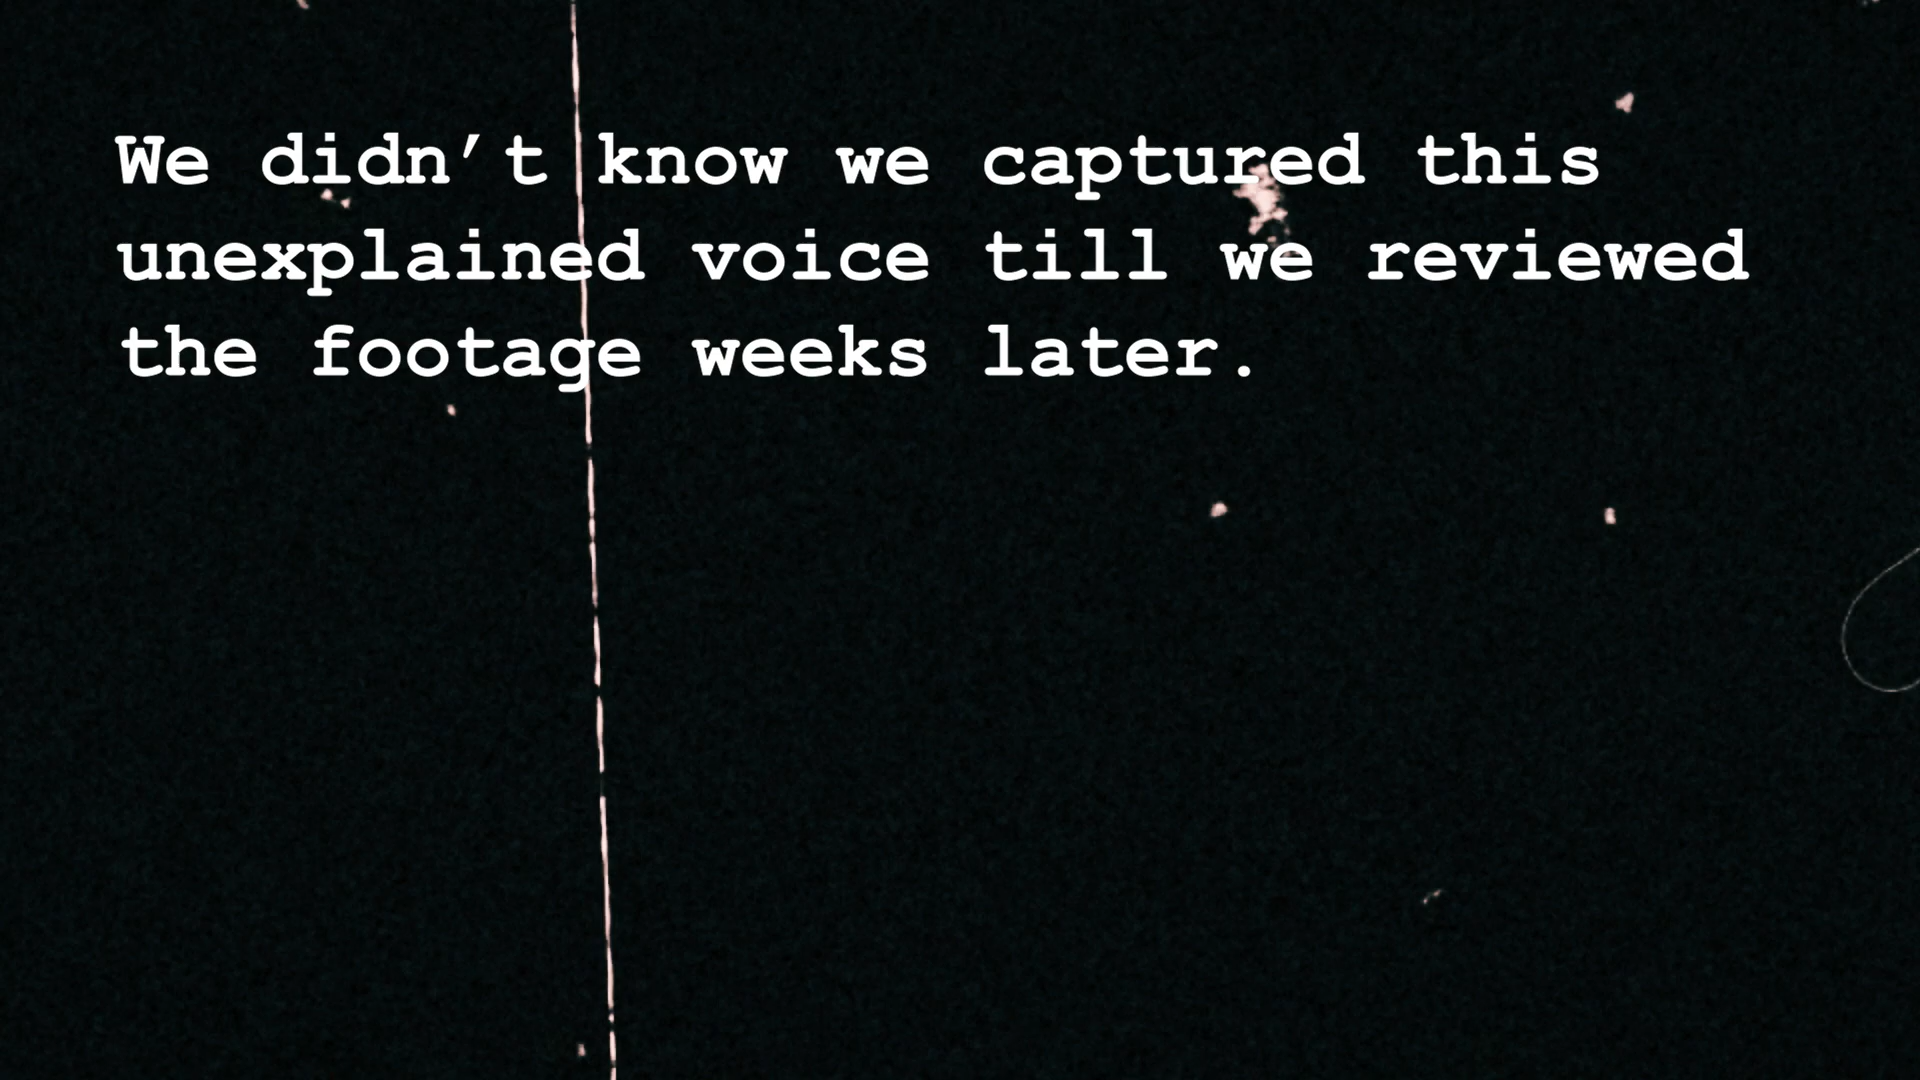 We didn’t know we captured this
unexplained voice till we reviewed
the footage weeks later.